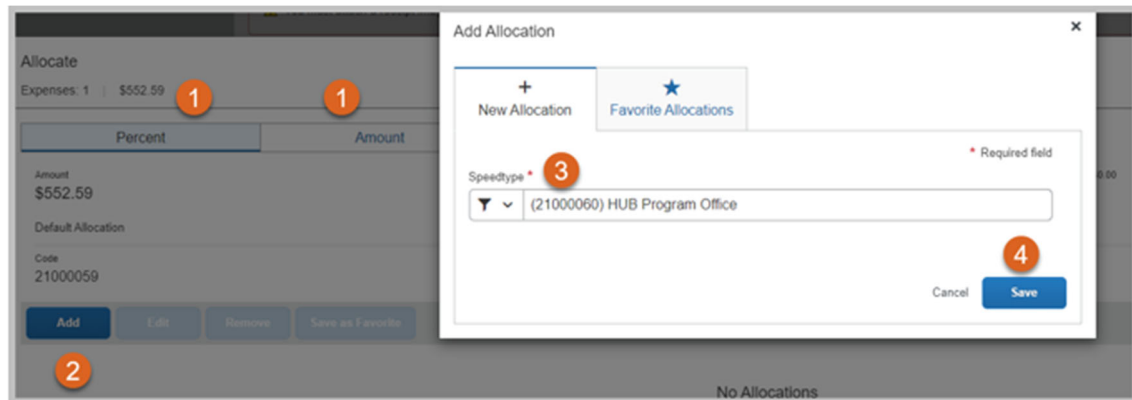 Allocate
Expenses: 1 | $552.59
1
1
Percent
Amount
Amount
$552.59
Default Allocation
Code
21000059
Add
Edit
Remove
Save as Favorite
2
No Allocations
Add Allocation
×
+
New Allocation
★
Favorite Allocations
* Required field
Speedtype *
3
(21000060) HUB Program Office
4
Cancel
Save